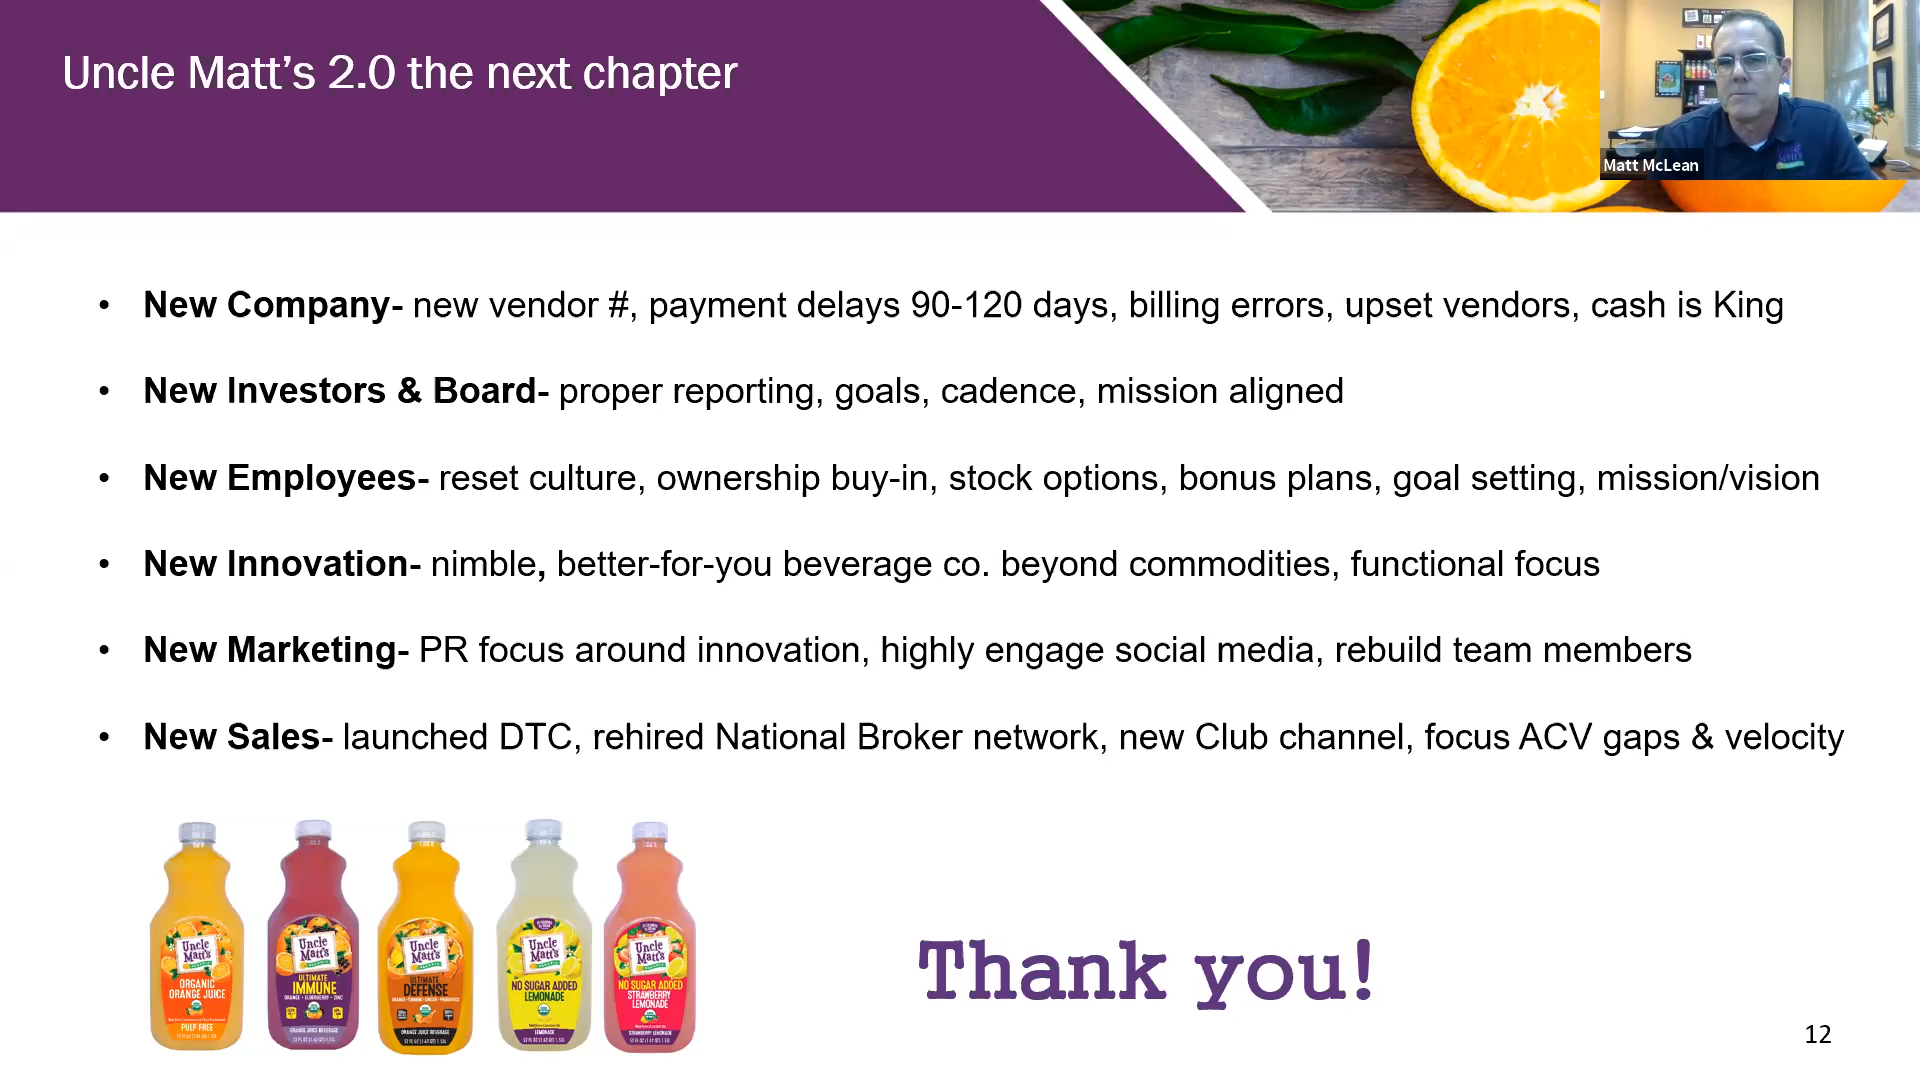 Uncle Matt's 2.0 the next chapter
Matt McLean
• New Company- new vendor #, payment delays 90-120 days, billing errors, upset vendors, cash is King
• New Investors & Board- proper reporting, goals, cadence, mission aligned
• New Employees- reset culture, ownership buy-in, stock options, bonus plans, goal setting, mission/vision
• New Innovation- nimble, better-for-you beverage co. beyond commodities, functional focus
• New Marketing- PR focus around innovation, highly engage social media, rebuild team members
• New Sales- launched DTC, rehired National Broker network, new Club channel, focus ACV gaps & velocity
Uncle
Matt's
ORGANIC
ORANGE JUICE
PULP FREE
Uncle
Matt's
ULTIMATE
IMMUNE
ORANGE • ELDERBERRY • ZINC
ORANGE JUICE BEVERAGE
Uncle
Matt's
ULTIMATE
DEFENSE
ORANGE JUICE BEVERAGE
Uncle
Matt's
NO SUGAR ADDED
LEMONADE
LEMONADE
Uncle
Matt's
NO SUGAR ADDED
STRAWBERRY
LEMONADE
STRAWBERRY LEMONADE
Thank you!
12